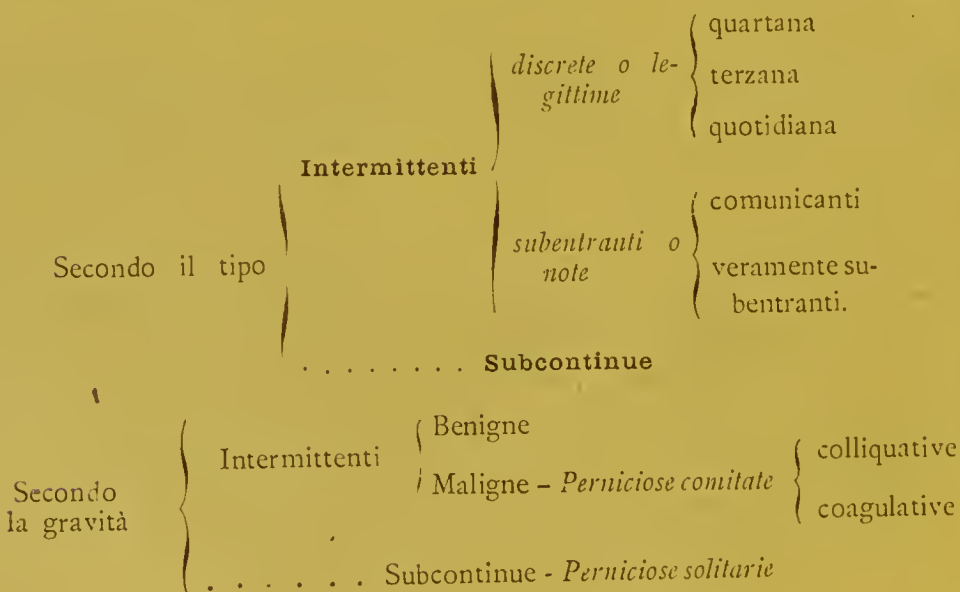 quartana
discrete o le-
gittime
terzana
quotidiana
Intermittenti
comunicanti
subentranti o
note
Secondo il tipo
veramente su-
bentranti.
. . . . . . . . Subcontinue
Benigne
Intermittenti
Maligne – Perniciose comitate
colliquative
coagulative
Secondo
la gravità
. . . . . . Subcontinue - Perniciose solitarie